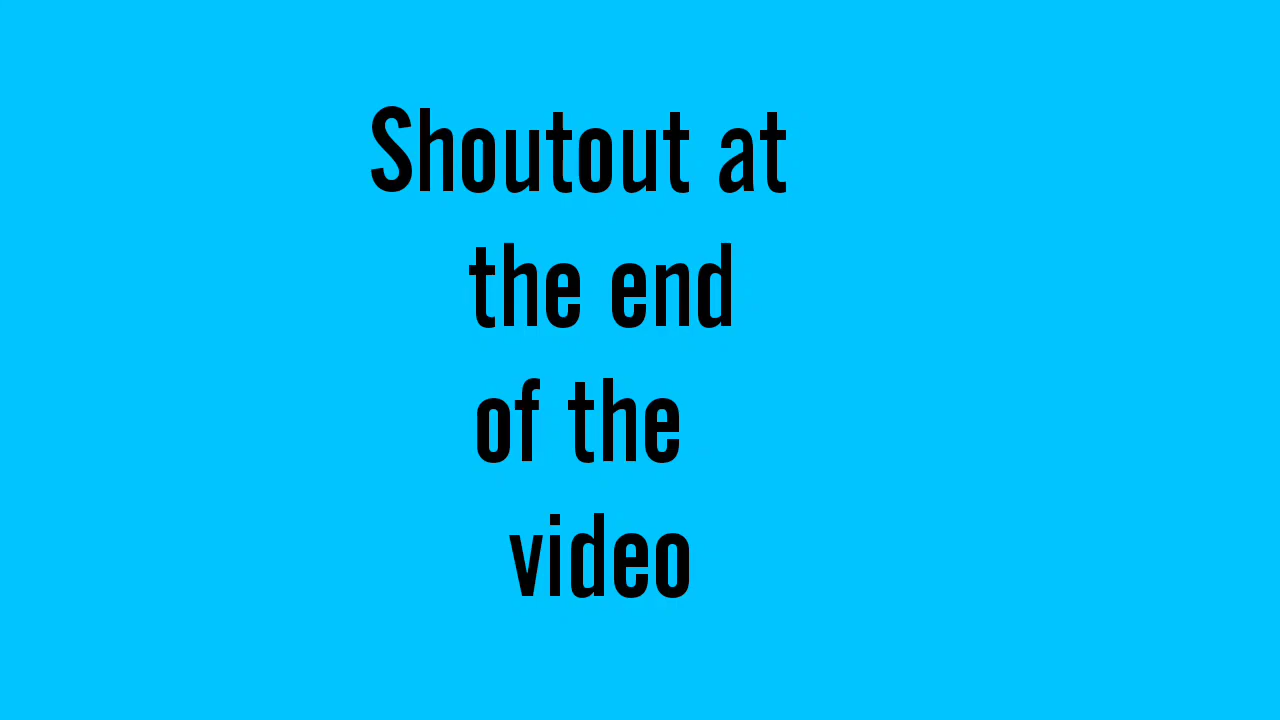 Shoutout at
the end
of the
video